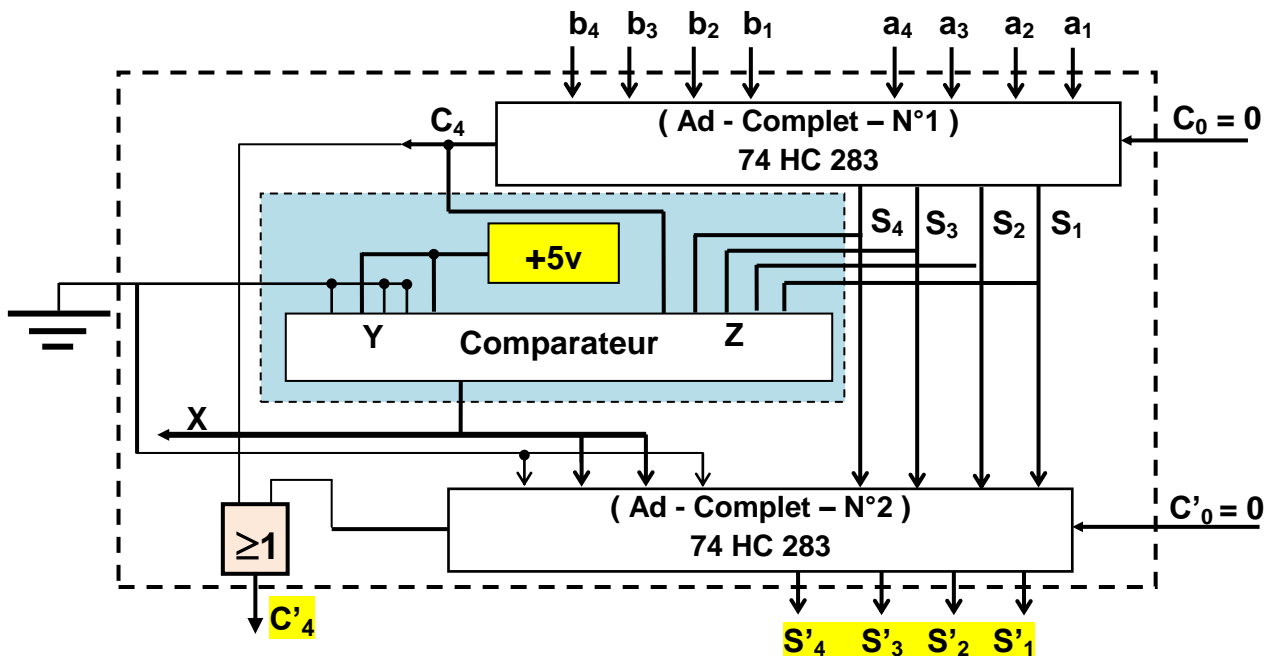 b₄ b₃ b₂ b₁ a₄ a₃ a₂ a₁
( Ad - Complet – N°1 )
74 HC 283
C₄
C₀ = 0
S₄ S₃ S₂ S₁
+5v
Y
Comparateur
Z
X
( Ad - Complet – N°2 )
74 HC 283
C’₀ = 0
≥1
C’₄
S’₄ S’₃ S’₂ S’₁